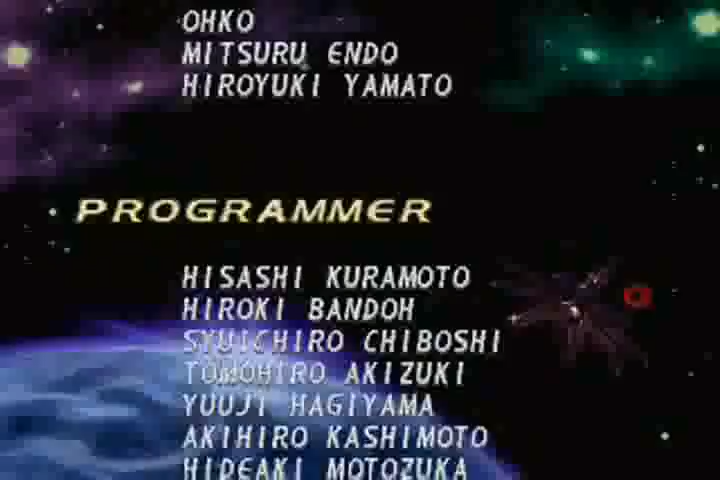 OHKO
MITSURU ENDO
HIROYUKI YAMATO
PROGRAMMER
HISASHI KURAMOTO
HIROKI BANDOH
SYUICHIRO CHIBOSHI
TOMOHIRO AKIZUKI
YUUJI HAGIYAMA
AKIHIRO KASHIMOTO
HIDEAKI MOTOZUKA